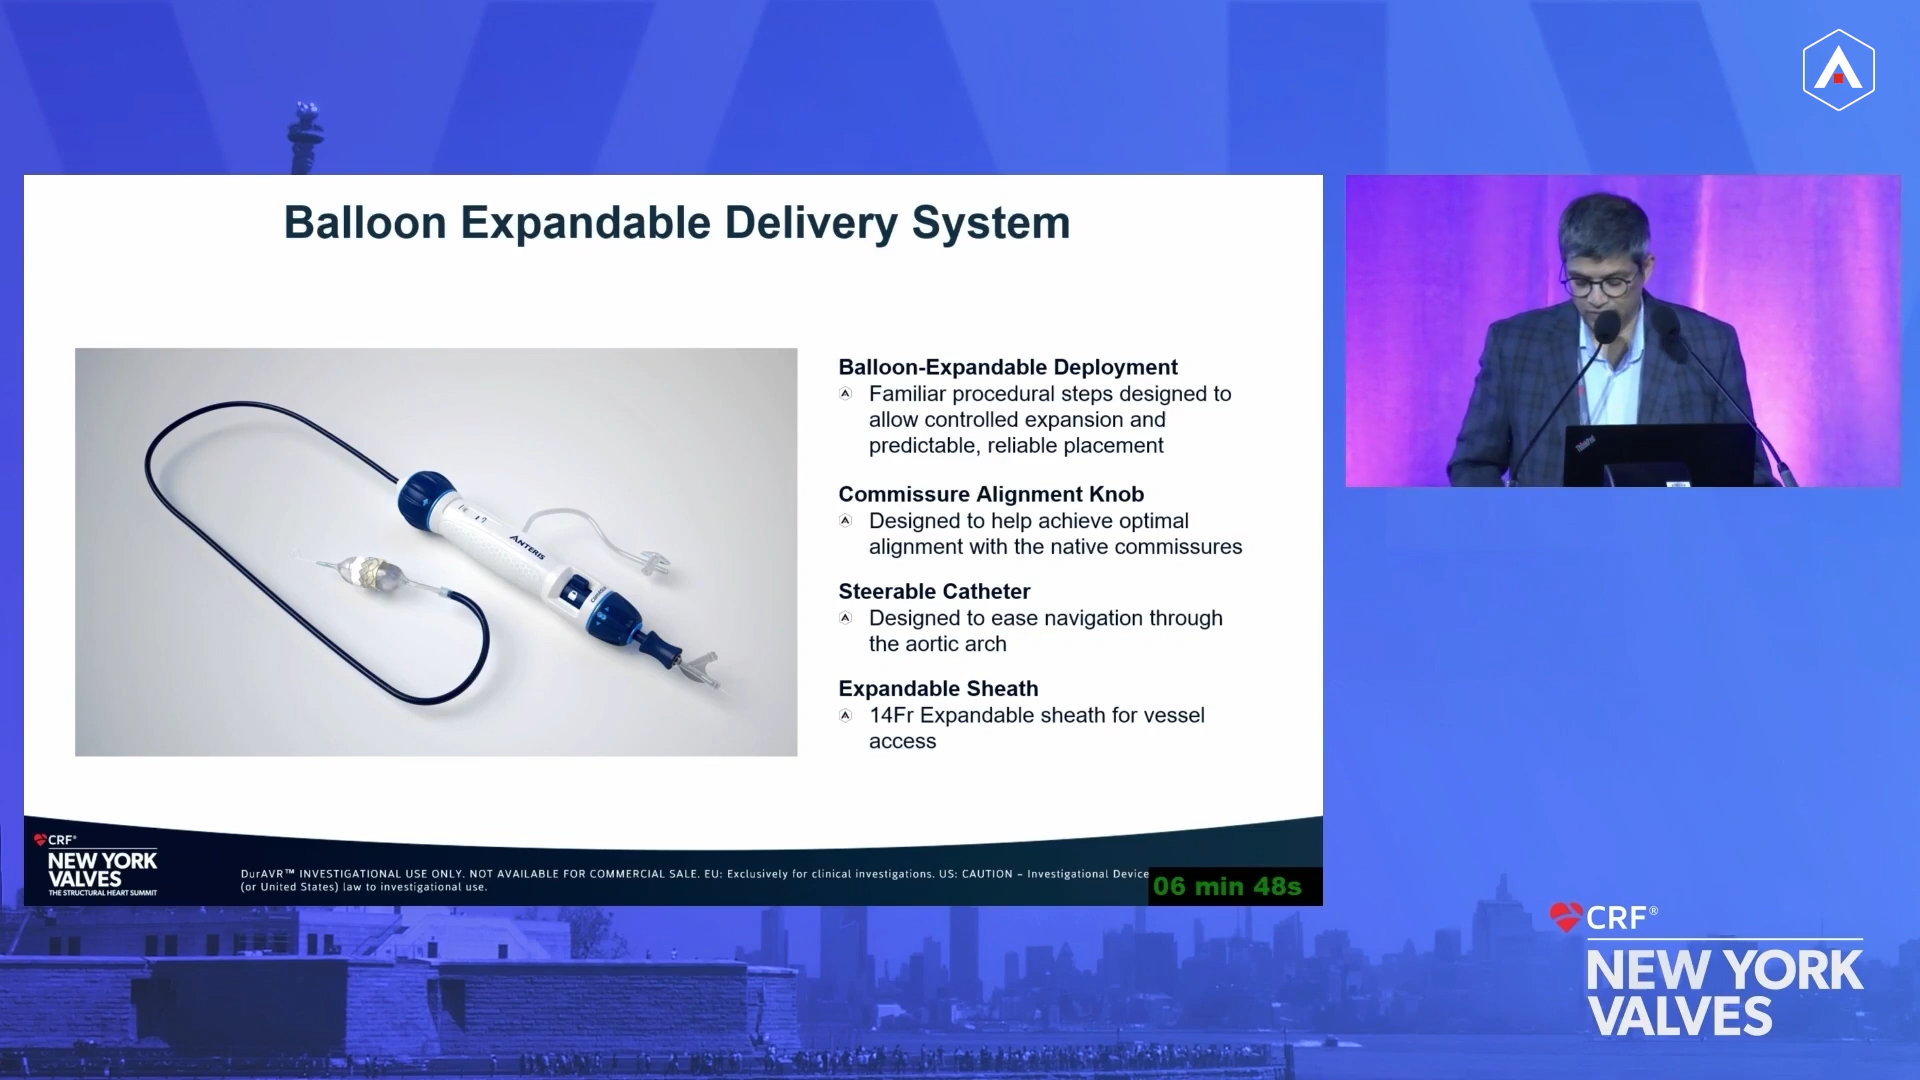 Balloon Expandable Delivery System
ANTERIS
Balloon-Expandable Deployment
Familiar procedural steps designed to
allow controlled expansion and
predictable, reliable placement
Commissure Alignment Knob
Designed to help achieve optimal
alignment with the native commissures
Steerable Catheter
Designed to ease navigation through
the aortic arch
Expandable Sheath
14Fr Expandable sheath for vessel
access
CRF®
NEW YORK
VALVES
THE STRUCTURAL HEART SUMMIT
DurAVR™ INVESTIGATIONAL USE ONLY. NOT AVAILABLE FOR COMMERCIAL SALE. EU: Exclusively for clinical investigations. US: CAUTION – Investigational Device
(or United States) law to investigational use.
06 min 48s
ThinkPad
CRF®
NEW YORK
VALVES